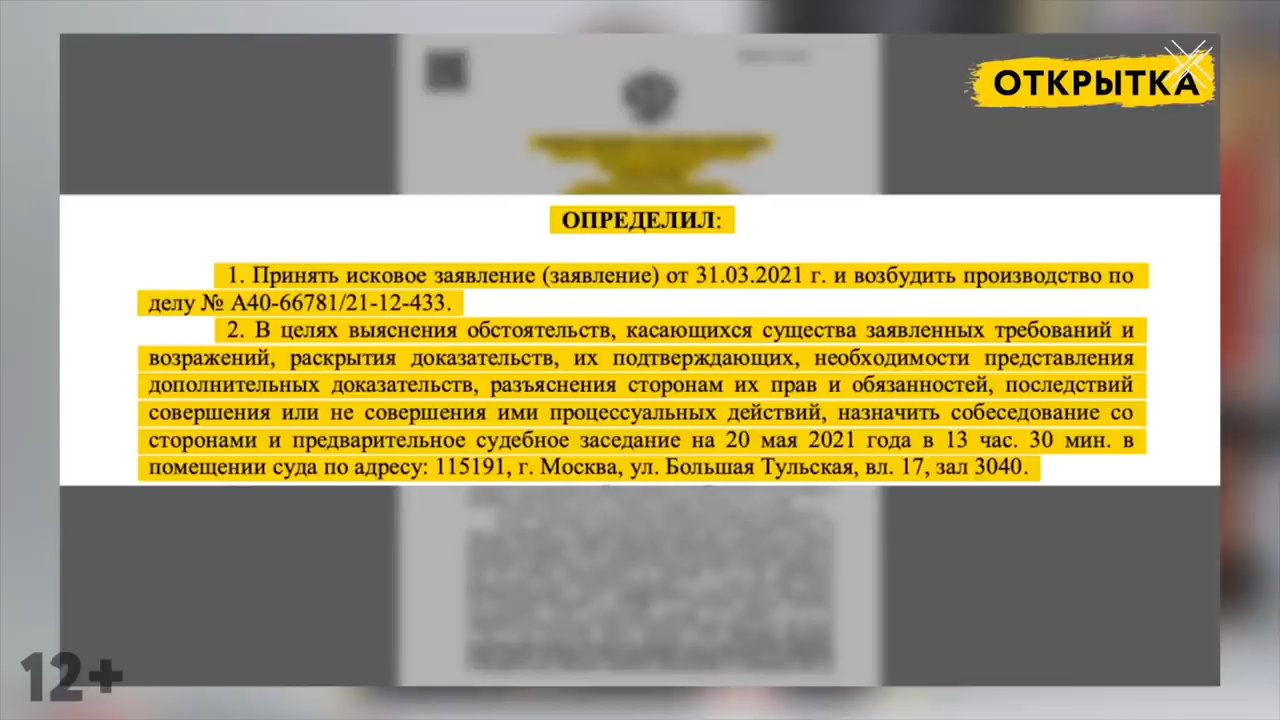 ОТКРЫТКА
ОПРЕДЕЛИЛ:
1. Принять исковое заявление (заявление) от 31.03.2021 г. и возбудить производство по
делу № А40-66781/21-12-433.
2. В целях выяснения обстоятельств, касающихся существа заявленных требований и
возражений, раскрытия доказательств, их подтверждающих, необходимости представления
дополнительных доказательств, разъяснения сторонам их прав и обязанностей, последствий
совершения или не совершения ими процессуальных действий, назначить собеседование со
сторонами и предварительное судебное заседание на 20 мая 2021 года в 13 час. 30 мин. в
помещении суда по адресу: 115191, г. Москва, ул. Большая Тульская, вл. 17, зал 3040.
12+